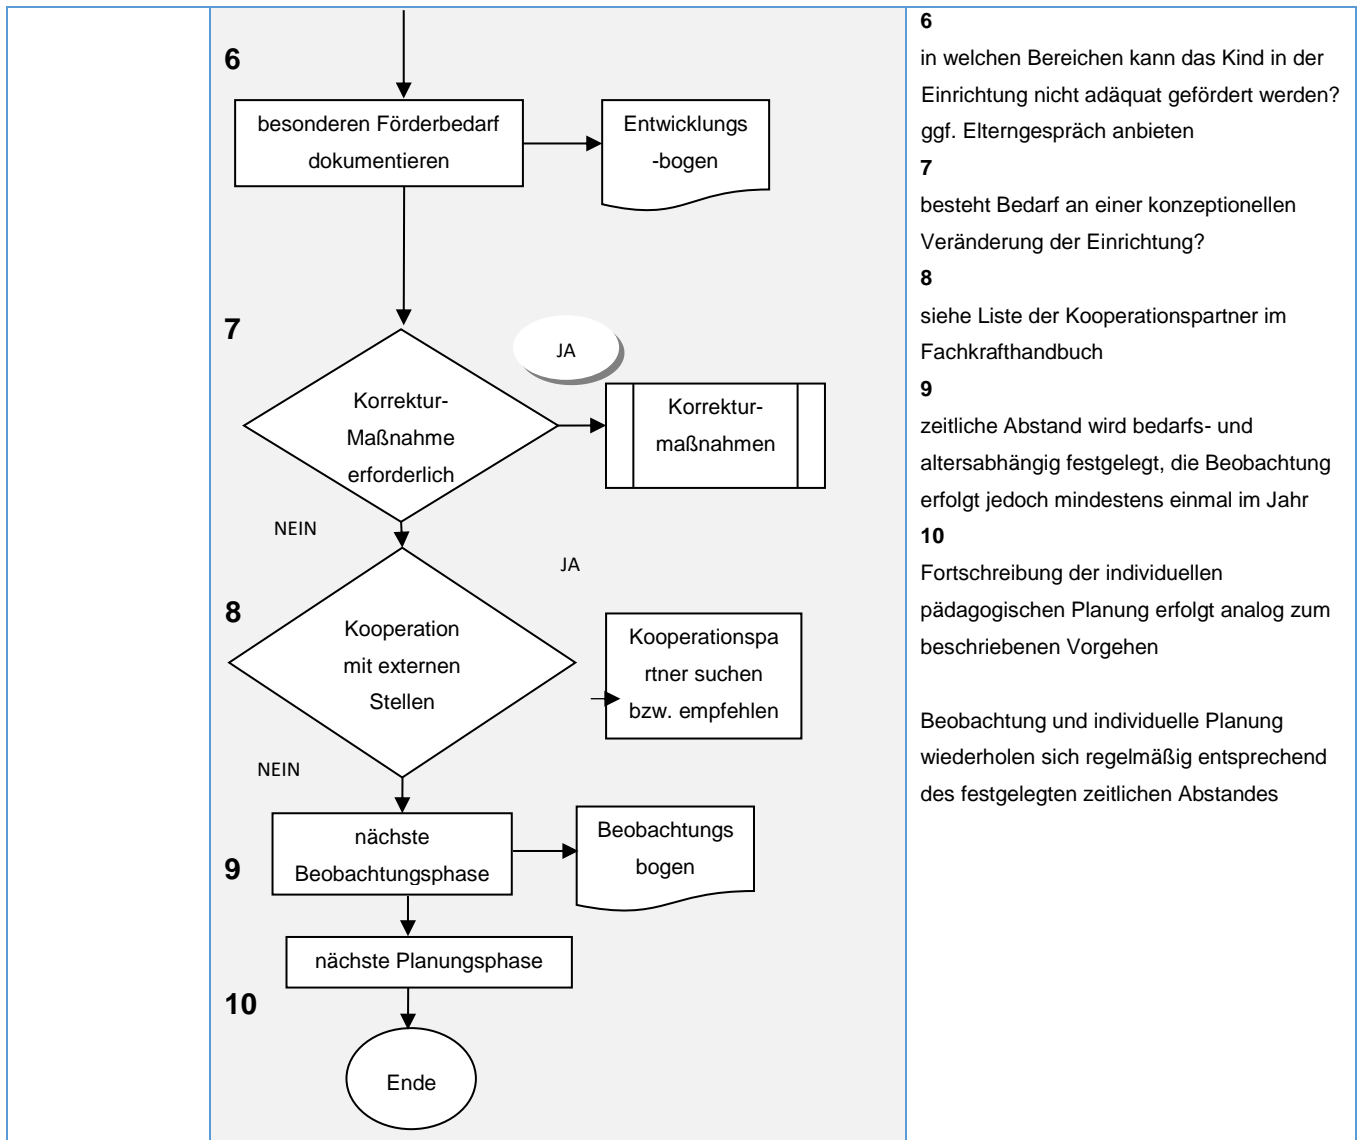 6
besonderen Förderbedarf
dokumentieren
Entwicklungs
-bogen
7
JA
Korrektur-
Maßnahme
erforderlich
Korrektur-
maßnahmen
NEIN
JA
8
Kooperation
mit externen
Stellen
Kooperationspa
rtner suchen
bzw. empfehlen
NEIN
nächste
Beobachtungsphase
9
Beobachtungs
bogen
nächste Planungsphase
10
Ende
6
in welchen Bereichen kann das Kind in der
Einrichtung nicht adäquat gefördert werden?
ggf. Elterngespräch anbieten
7
besteht Bedarf an einer konzeptionellen
Veränderung der Einrichtung?
8
siehe Liste der Kooperationspartner im
Fachkrafthandbuch
9
zeitliche Abstand wird bedarfs- und
altersabhängig festgelegt, die Beobachtung
erfolgt jedoch mindestens einmal im Jahr
10
Fortschreibung der individuellen
pädagogischen Planung erfolgt analog zum
beschriebenen Vorgehen
Beobachtung und individuelle Planung
wiederholen sich regelmäßig entsprechend
des festgelegten zeitlichen Abstandes